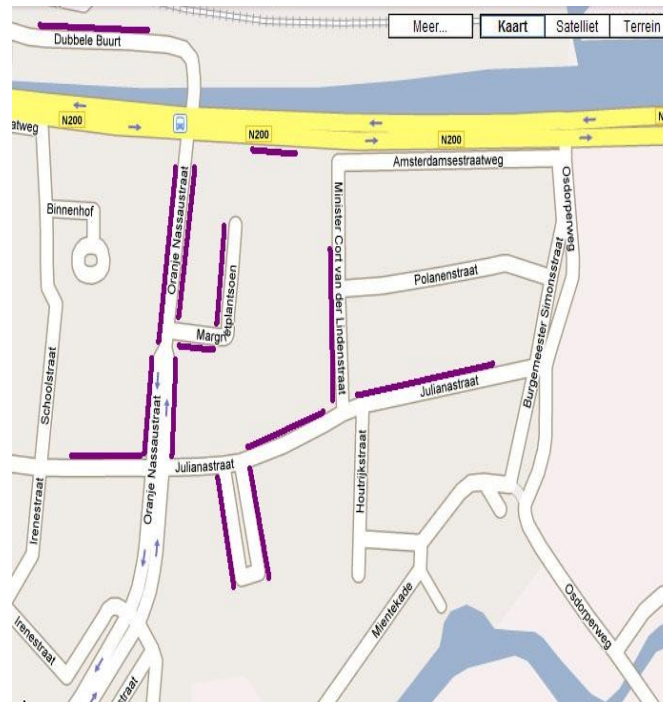 Meer...
Kaart
Satelliet
Terrein
Dubbele Buurt
N200
N200
N200
Amsterdamsestraatweg
Osdorperweg
Oranje Nassaustraat
Binnenhof
Minister Cort van der Lindenstraat
Polanenstraat
Burgemeester Simonsstraat
Schoolstraat
Julianastraat
Oranje Nassaustraat
Julianastraat
Houtrijkstraat
Irenestraat
Irenestraat
Mientekade
Osdorperweg